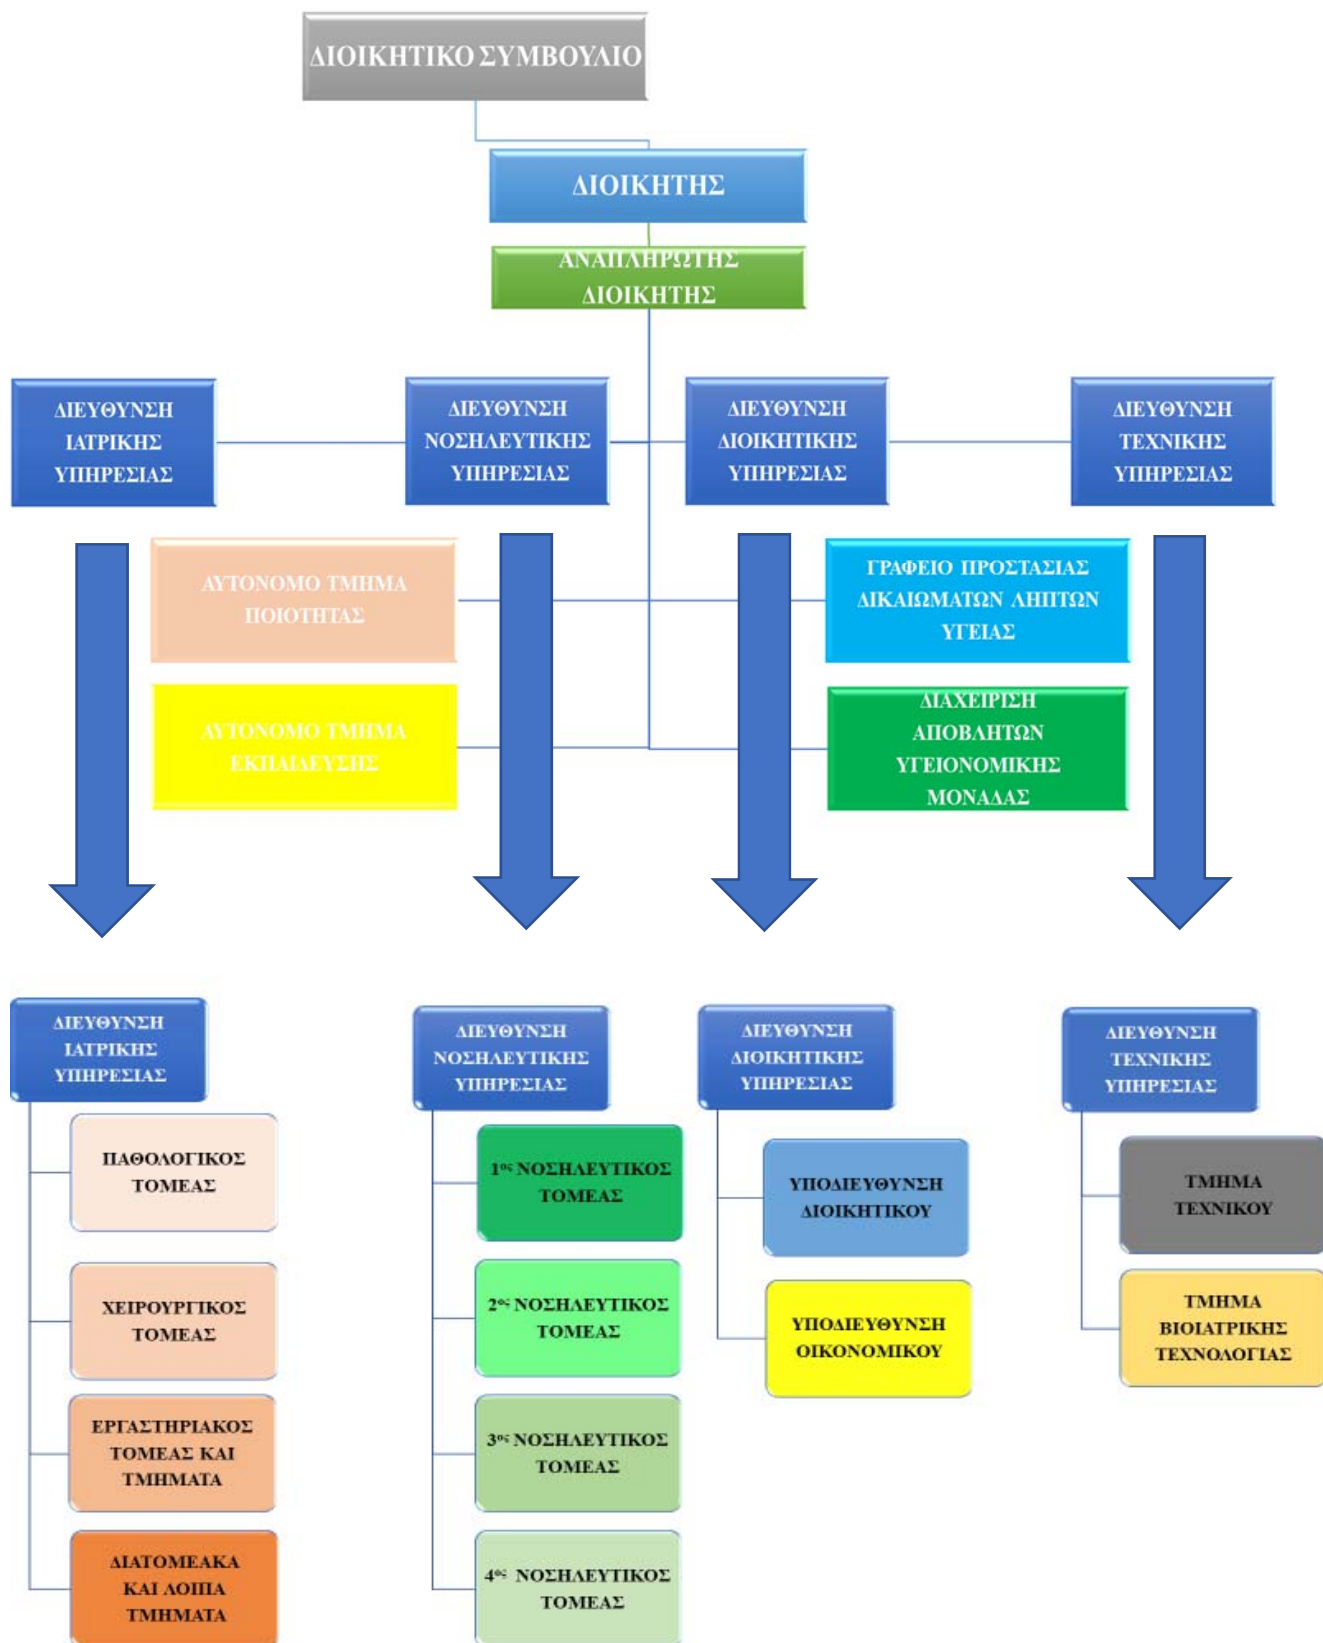 ΔΙΟΙΚΗΤΙΚΟ ΣΥΜΒΟΥΛΙΟ
ΔΙΟΙΚΗΤΗΣ
ΑΝΑΠΛΗΡΩΤΗΣ
ΔΙΟΙΚΗΤΗΣ
ΔΙΕΥΘΥΝΣΗ
ΙΑΤΡΙΚΗΣ
ΥΠΗΡΕΣΙΑΣ
ΔΙΕΥΘΥΝΣΗ
ΝΟΣΗΛΕΥΤΙΚΗΣ
ΥΠΗΡΕΣΙΑΣ
ΔΙΕΥΘΥΝΣΗ
ΔΙΟΙΚΗΤΙΚΗΣ
ΥΠΗΡΕΣΙΑΣ
ΔΙΕΥΘΥΝΣΗ
ΤΕΧΝΙΚΗΣ
ΥΠΗΡΕΣΙΑΣ
ΑΥΤΟΝΟΜΟ ΤΜΗΜΑ
ΠΟΙΟΤΗΤΑΣ
ΓΡΑΦΕΙΟ ΠΡΟΣΤΑΣΙΑΣ
ΔΙΚΑΙΩΜΑΤΩΝ ΛΗΠΤΩΝ
ΥΓΕΙΑΣ
ΑΥΤΟΝΟΜΟ ΤΜΗΜΑ
ΕΚΠΑΙΔΕΥΣΗΣ
ΔΙΑΧΕΙΡΙΣΗ
ΑΠΟΒΛΗΤΩΝ
ΥΓΕΙΟΝΟΜΙΚΗΣ
ΜΟΝΑΔΑΣ
ΔΙΕΥΘΥΝΣΗ
ΙΑΤΡΙΚΗΣ
ΥΠΗΡΕΣΙΑΣ
ΠΑΘΟΛΟΓΙΚΟΣ
ΤΟΜΕΑΣ
ΧΕΙΡΟΥΡΓΙΚΟΣ
ΤΟΜΕΑΣ
ΕΡΓΑΣΤΗΡΙΑΚΟΣ
ΤΟΜΕΑΣ ΚΑΙ
ΤΜΗΜΑΤΑ
ΔΙΑΤΟΜΕΑΚΑ
ΚΑΙ ΛΟΙΠΑ
ΤΜΗΜΑΤΑ
ΔΙΕΥΘΥΝΣΗ
ΝΟΣΗΛΕΥΤΙΚΗΣ
ΥΠΗΡΕΣΙΑΣ
1ος ΝΟΣΗΛΕΥΤΙΚΟΣ
ΤΟΜΕΑΣ
2ος ΝΟΣΗΛΕΥΤΙΚΟΣ
ΤΟΜΕΑΣ
3ος ΝΟΣΗΛΕΥΤΙΚΟΣ
ΤΟΜΕΑΣ
4ος ΝΟΣΗΛΕΥΤΙΚΟΣ
ΤΟΜΕΑΣ
ΔΙΕΥΘΥΝΣΗ
ΔΙΟΙΚΗΤΙΚΗΣ
ΥΠΗΡΕΣΙΑΣ
ΥΠΟΔΙΕΥΘΥΝΣΗ
ΔΙΟΙΚΗΤΙΚΟΥ
ΥΠΟΔΙΕΥΘΥΝΣΗ
ΟΙΚΟΝΟΜΙΚΟΥ
ΔΙΕΥΘΥΝΣΗ
ΤΕΧΝΙΚΗΣ
ΥΠΗΡΕΣΙΑΣ
ΤΜΗΜΑ
ΤΕΧΝΙΚΟΥ
ΤΜΗΜΑ
ΒΙΟΙΑΤΡΙΚΗΣ
ΤΕΧΝΟΛΟΓΙΑΣ